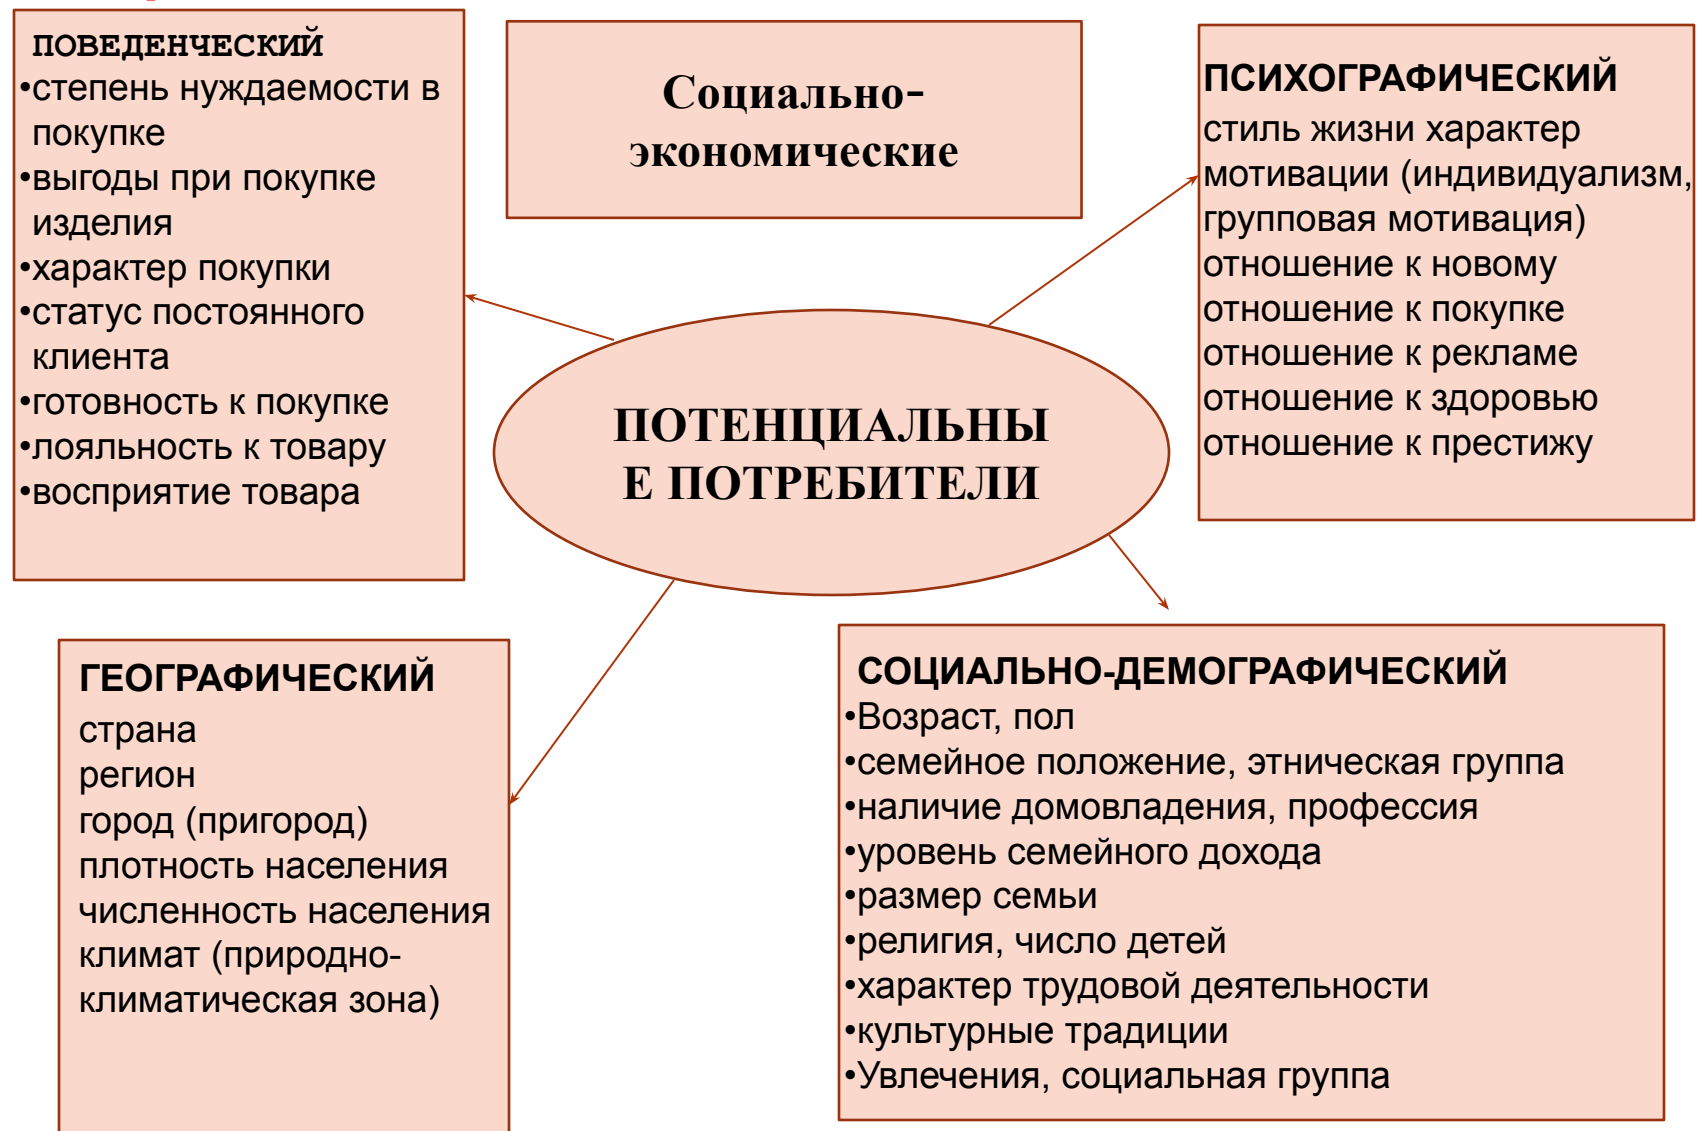 ПОВЕДЕНЧЕСКИЙ
•степень нуждаемости в
покупке
•выгоды при покупке
изделия
•характер покупки
•статус постоянного
клиента
•готовность к покупке
•лояльность к товару
•восприятие товара
Социально-
экономические
ПСИХОГРАФИЧЕСКИЙ
стиль жизни характер
мотивации (индивидуализм,
групповая мотивация)
отношение к новому
отношение к покупке
отношение к рекламе
отношение к здоровью
отношение к престижу
ПОТЕНЦИАЛЬНЫ
Е ПОТРЕБИТЕЛИ
ГЕОГРАФИЧЕСКИЙ
страна
регион
город (пригород)
плотность населения
численность населения
климат (природно-
климатическая зона)
СОЦИАЛЬНО-ДЕМОГРАФИЧЕСКИЙ
•Возраст, пол
•семейное положение, этническая группа
•наличие домовладения, профессия
•уровень семейного дохода
•размер семьи
•религия, число детей
•характер трудовой деятельности
•культурные традиции
•Увлечения, социальная группа